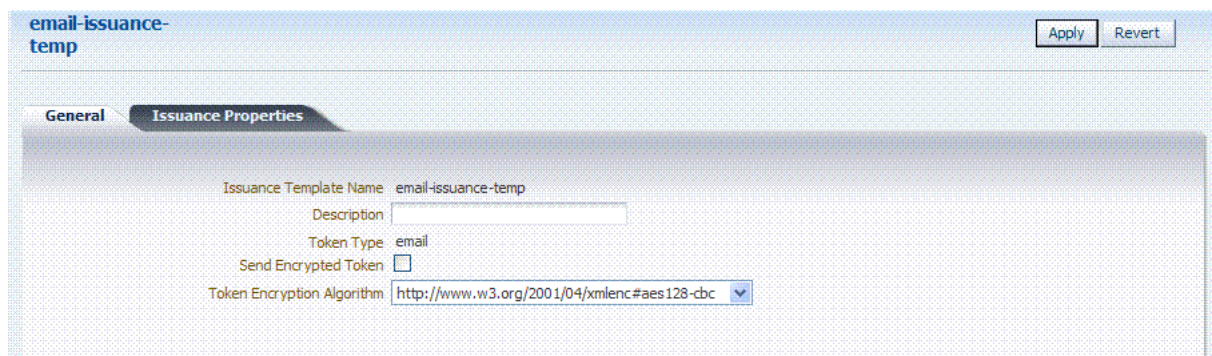 email-issuance-
temp
Apply Revert
General Issuance Properties
Issuance Template Name email-issuance-temp
Description
Token Type email
Send Encrypted Token
Token Encryption Algorithm http://www.w3.org/2001/04/xmlenc#aes128-cbc